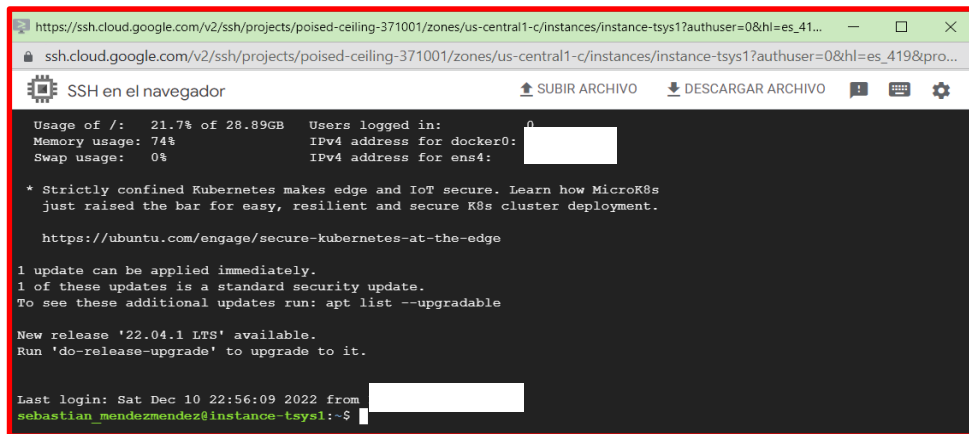 https://ssh.cloud.google.com/v2/ssh/projects/poised-ceiling-371001/zones/us-central1-c/instances/instance-tsys1?authuser=0&hl=es_41...
ssh.cloud.google.com/v2/ssh/projects/poised-ceiling-371001/zones/us-central1-c/instances/instance-tsys1?authuser=0&hl=es_419&pro...
SSH en el navegador SUBIR ARCHIVO DESCARGAR ARCHIVO
Usage of /: 21.7% of 28.89GB Users logged in: 0
Memory usage: 74% IPv4 address for docker0:
Swap usage: 0% IPv4 address for ens4:
* Strictly confined Kubernetes makes edge and IoT secure. Learn how MicroK8s
just raised the bar for easy, resilient and secure K8s cluster deployment.
https://ubuntu.com/engage/secure-kubernetes-at-the-edge
1 update can be applied immediately.
1 of these updates is a standard security update.
To see these additional updates run: apt list --upgradable
New release '22.04.1 LTS' available.
Run 'do-release-upgrade' to upgrade to it.
Last login: Sat Dec 10 22:56:09 2022 from
sebastian_mendezmendez@instance-tsys1:~$